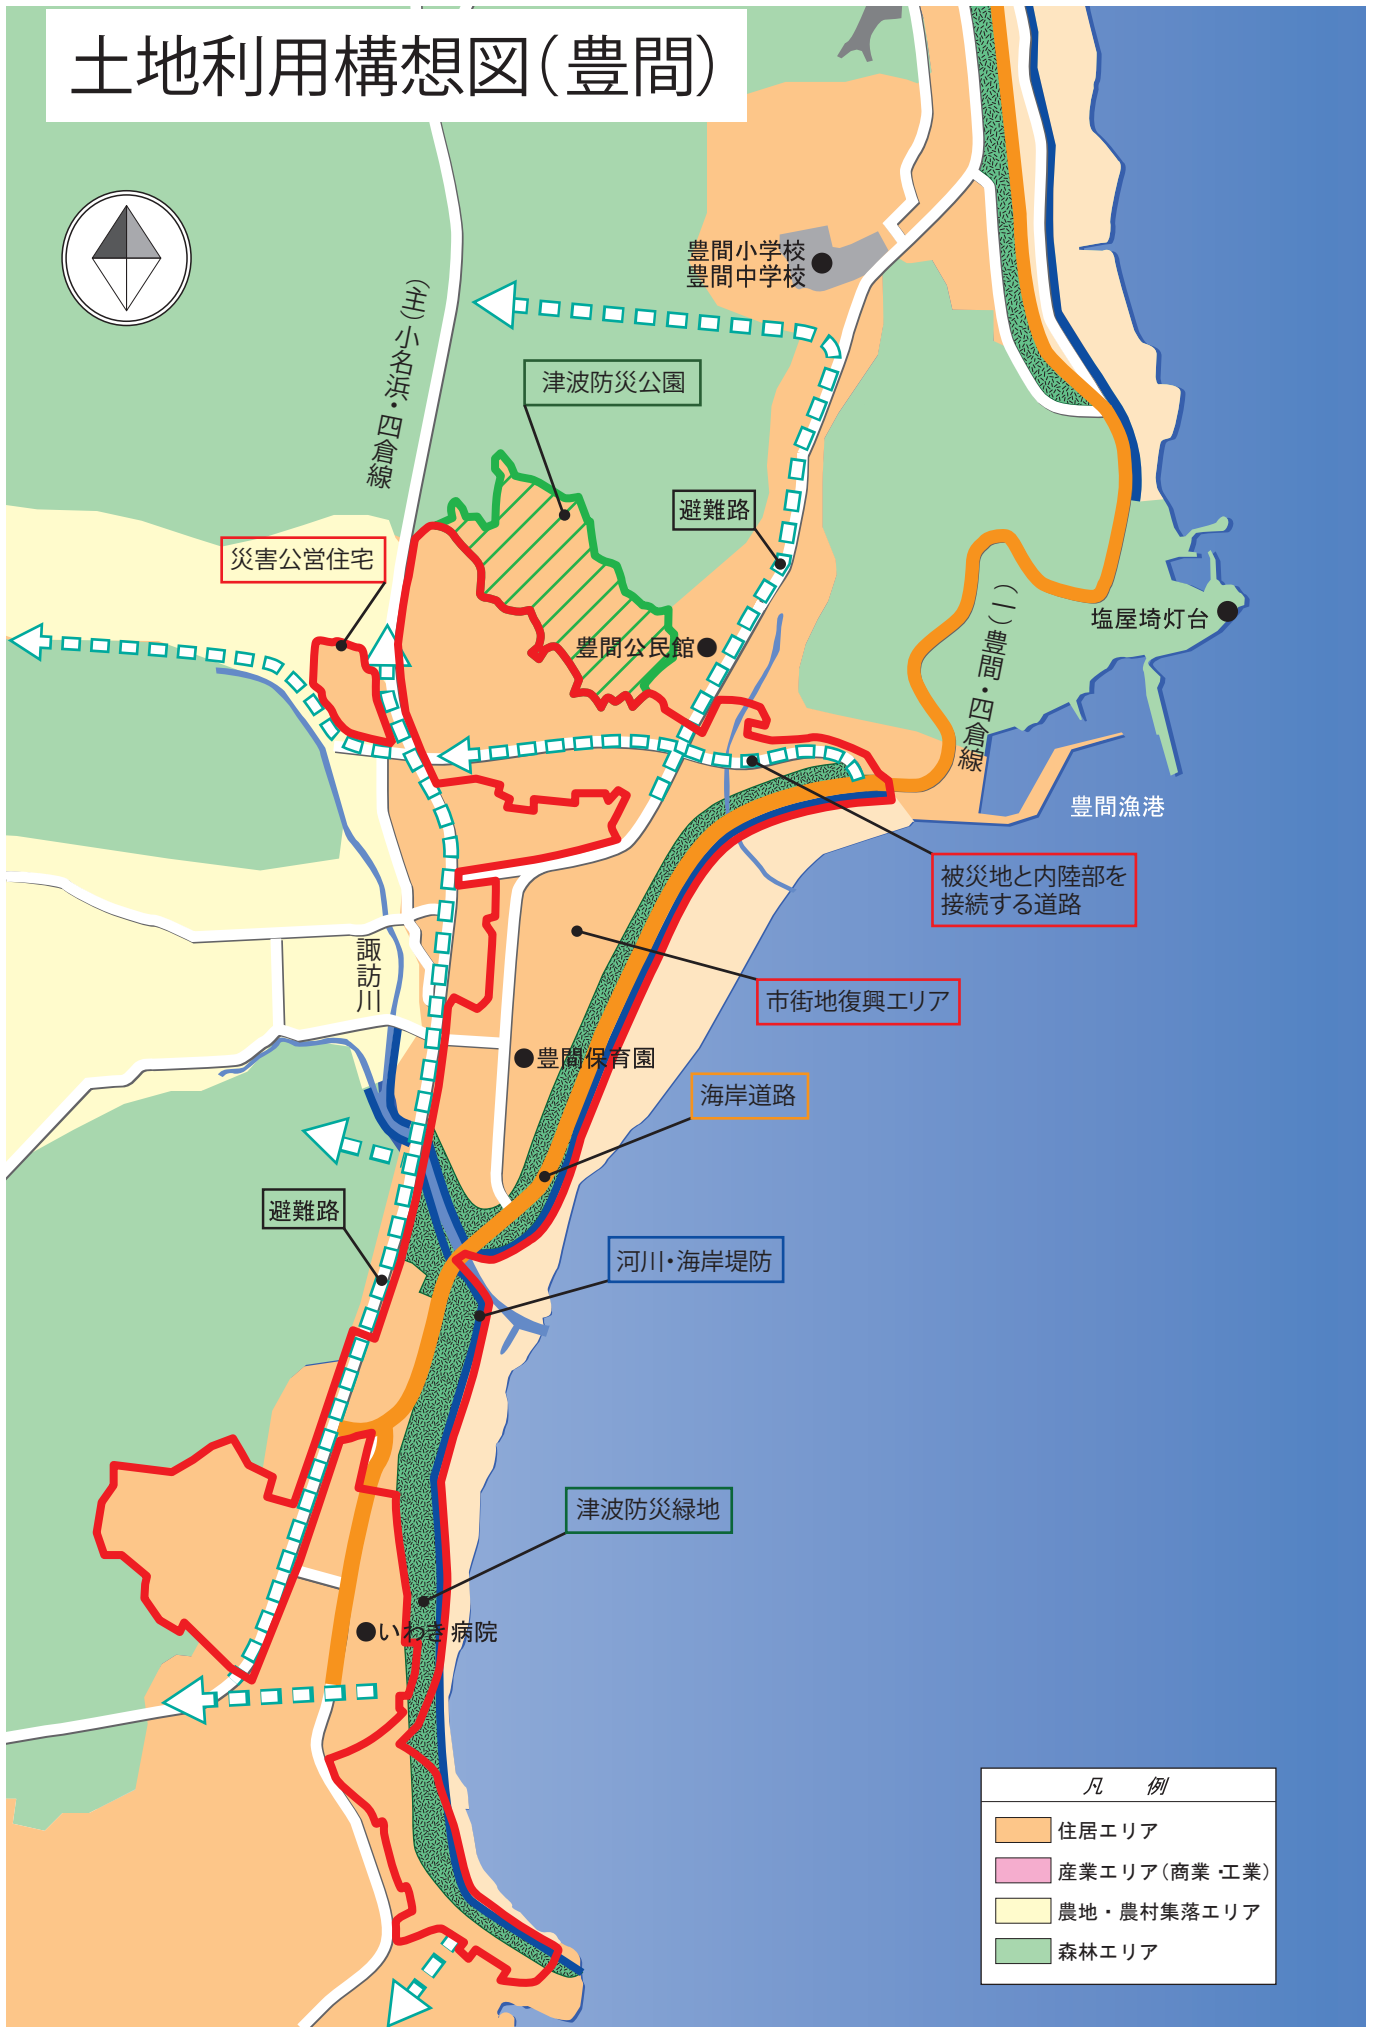 土地利用構想図（豊間）
豊間小学校
豊間中学校
（主）小名浜・四倉線
津波防災公園
避難路
災害公営住宅
（一）豊間・四倉線
塩屋埼灯台
豊間公民館
豊間漁港
被災地と内陸部を
接続する道路
諏訪川
市街地復興エリア
豊間保育園
海岸道路
避難路
河川・海岸堤防
津波防災緑地
いわき病院
凡　例
住居エリア
産業エリア（商業・工業）
農地・農村集落エリア
森林エリア